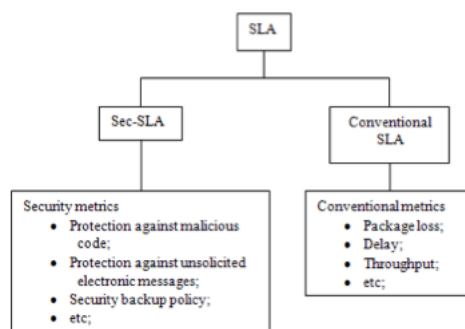 SLA
Sec-SLA
Conventional
SLA
Security metrics
• Protection against malicious
code;
• Protection against unsolicited
electronic messages;
• Security backup policy;
• etc;
Conventional metrics
• Package loss;
• Delay;
• Throughput;
• etc;